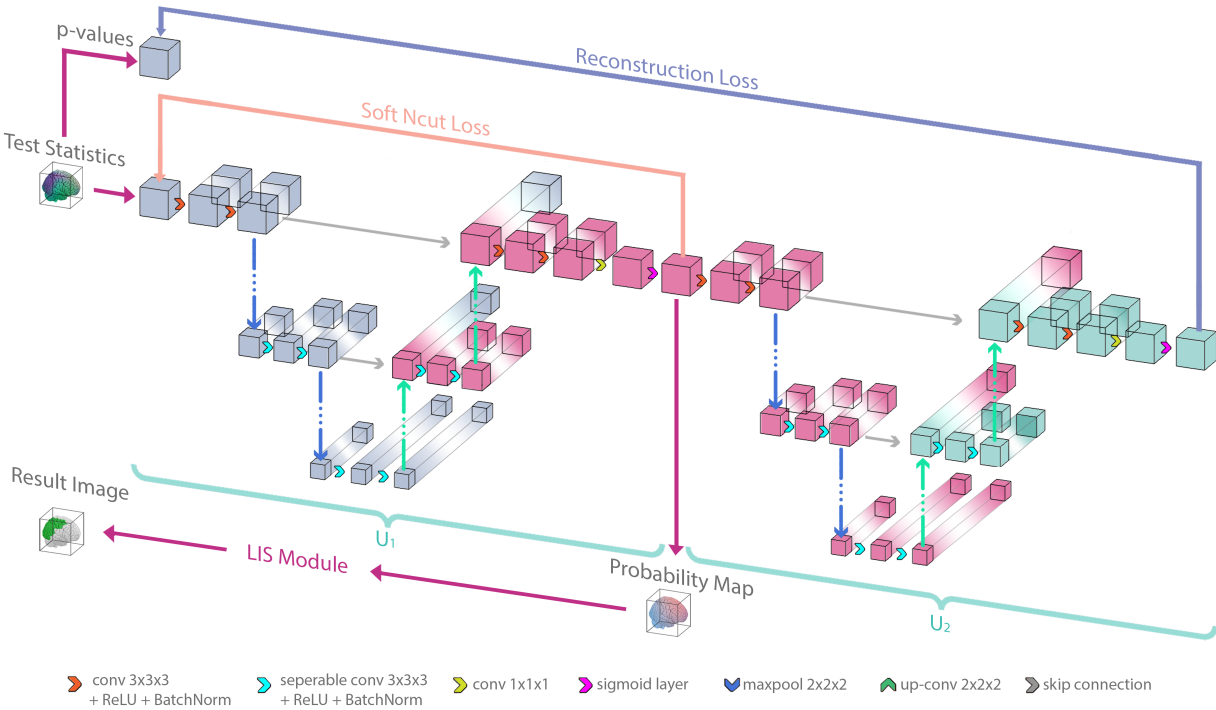 p-values
Reconstruction Loss
Soft Ncut Loss
Test Statistics
Result Image
U1
LIS Module
Probability Map
U2
conv 3x3x3
+ ReLU + BatchNorm
seperable conv 3x3x3
+ ReLU + BatchNorm
conv 1x1x1
sigmoid layer
maxpool 2x2x2
up-conv 2x2x2
skip connection